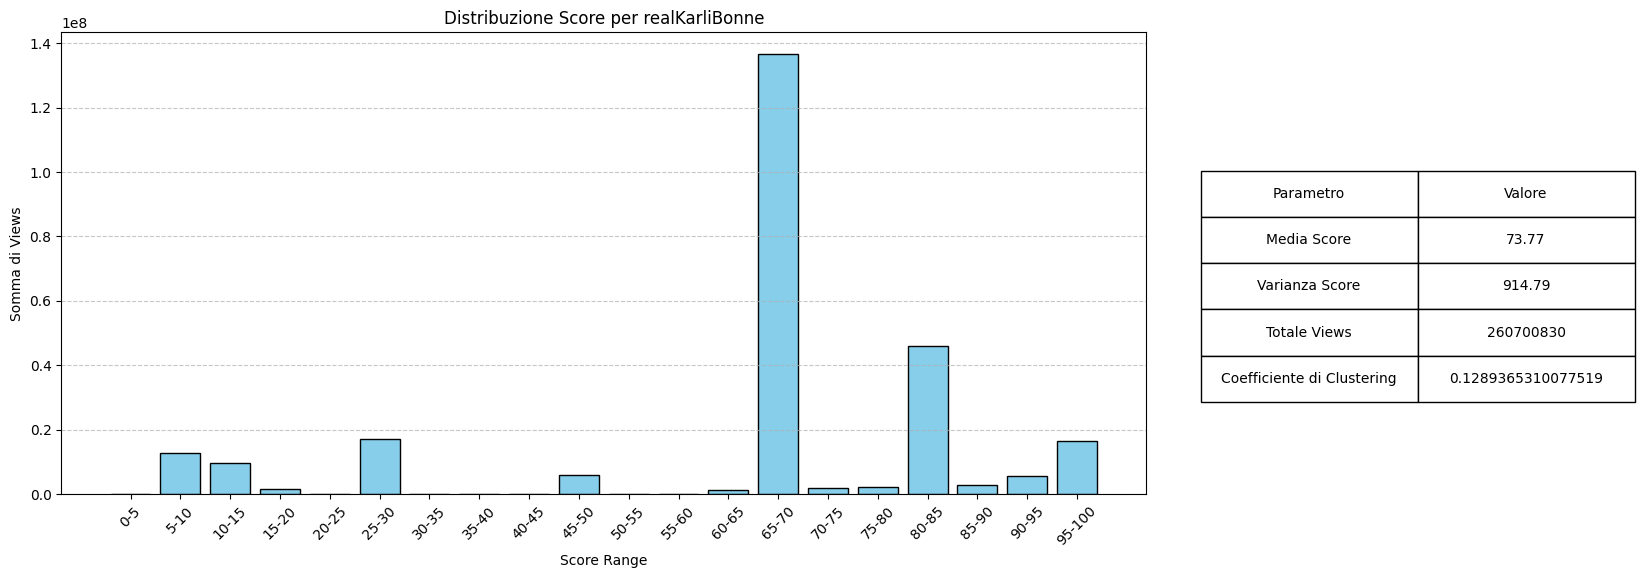 Distribuzione Score per realKarliBonne
1e8
1.4
1.2
1.0
0.8
0.6
0.4
0.2
0.0
Somma di Views
0-5 5-10 10-15 15-20 20-25 25-30 30-35 35-40 40-45 45-50 50-55 55-60 60-65 65-70 70-75 75-80 80-85 85-90 90-95 95-100
Score Range
Parametro Valore
Media Score 73.77
Varianza Score 914.79
Totale Views 260700830
Coefficiente di Clustering 0.1289365310077519